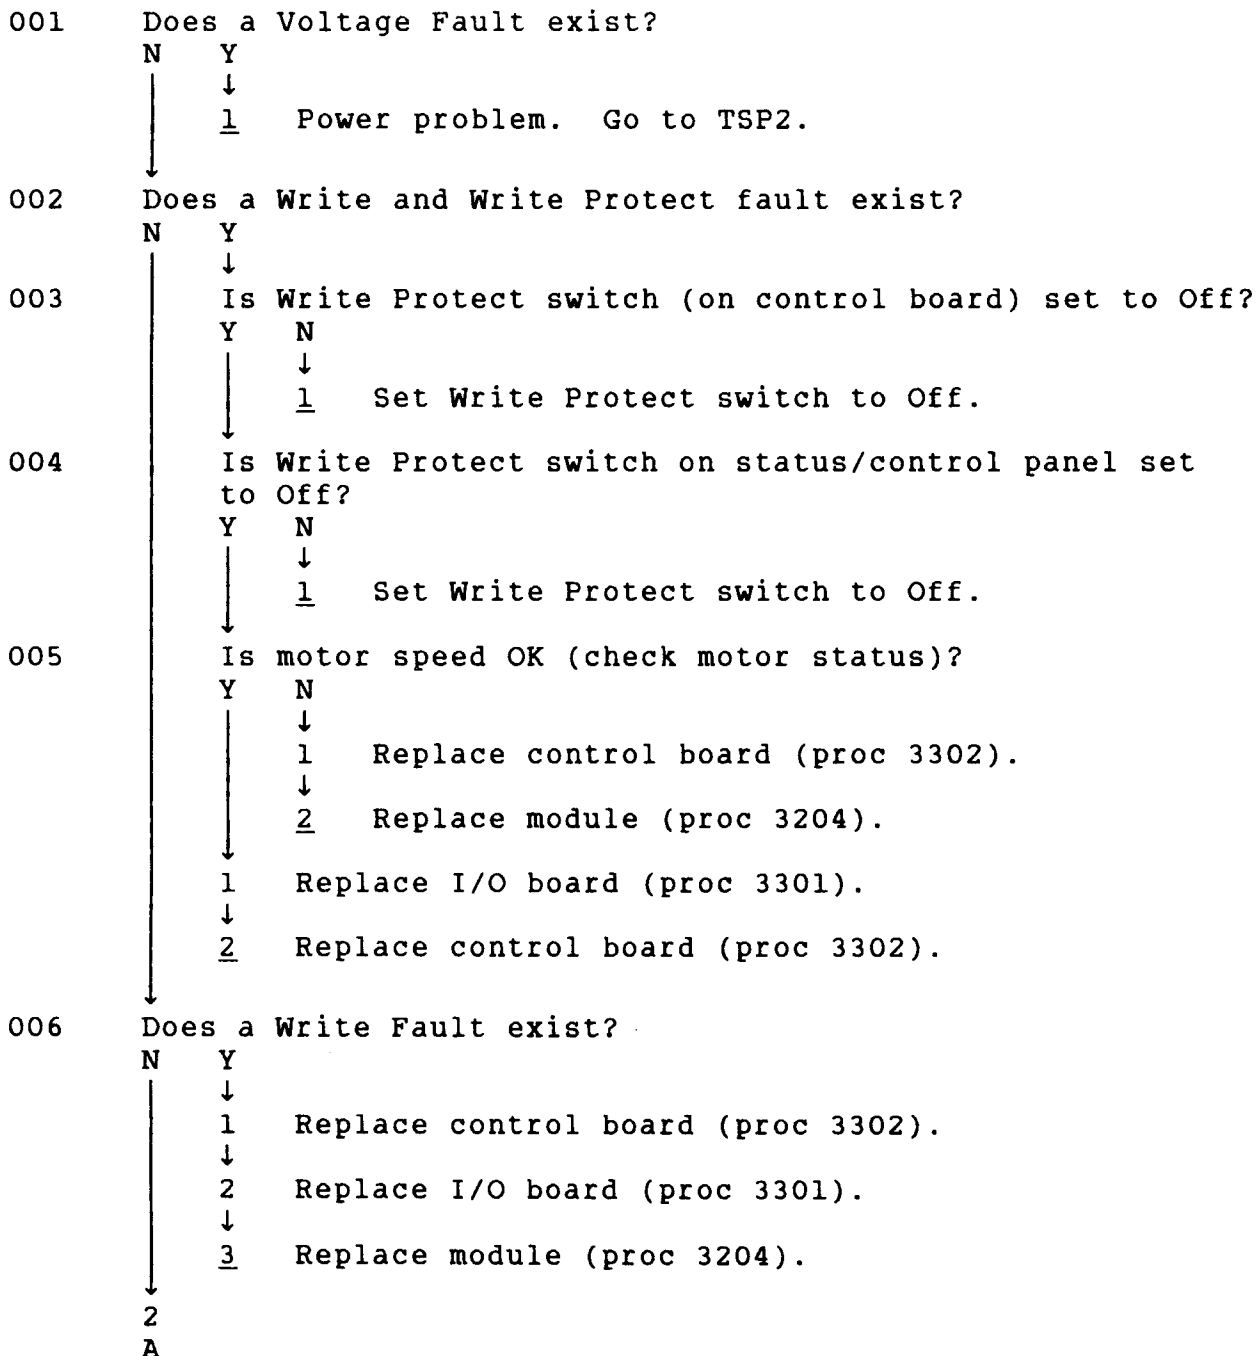 001 Does a Voltage Fault exist?
N Y
↓
1 Power problem. Go to TSP2.
002 Does a Write and Write Protect fault exist?
N Y
↓
003 Is Write Protect switch (on control board) set to Off?
Y N
↓
1 Set Write Protect switch to Off.
004 Is Write Protect switch on status/control panel set
to Off?
Y N
↓
1 Set Write Protect switch to Off.
005 Is motor speed OK (check motor status)?
Y N
↓
1 Replace control board (proc 3302).
↓
2 Replace module (proc 3204).
1 Replace I/O board (proc 3301).
↓
2 Replace control board (proc 3302).
006 Does a Write Fault exist?
N Y
↓
1 Replace control board (proc 3302).
↓
2 Replace I/O board (proc 3301).
↓
3 Replace module (proc 3204).
2
A